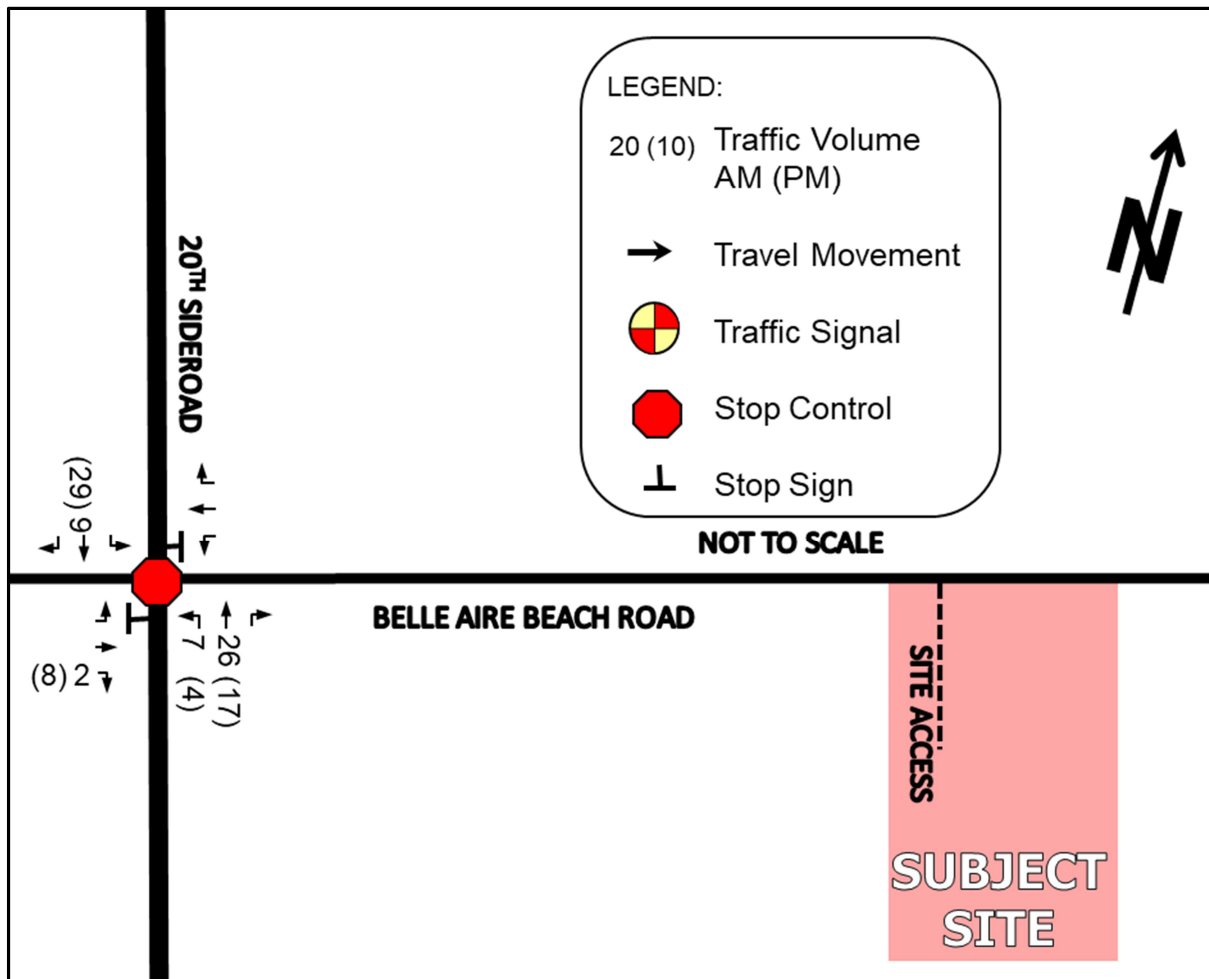 LEGEND:
20 (10) Traffic Volume
AM (PM)
Travel Movement
Traffic Signal
Stop Control
Stop Sign
N
20TH SIDEROAD
NOT TO SCALE
(29) 9
BELLE AIRE BEACH ROAD
7 (4)
26 (17)
(8) 2
SITE ACCESS
SUBJECT
SITE